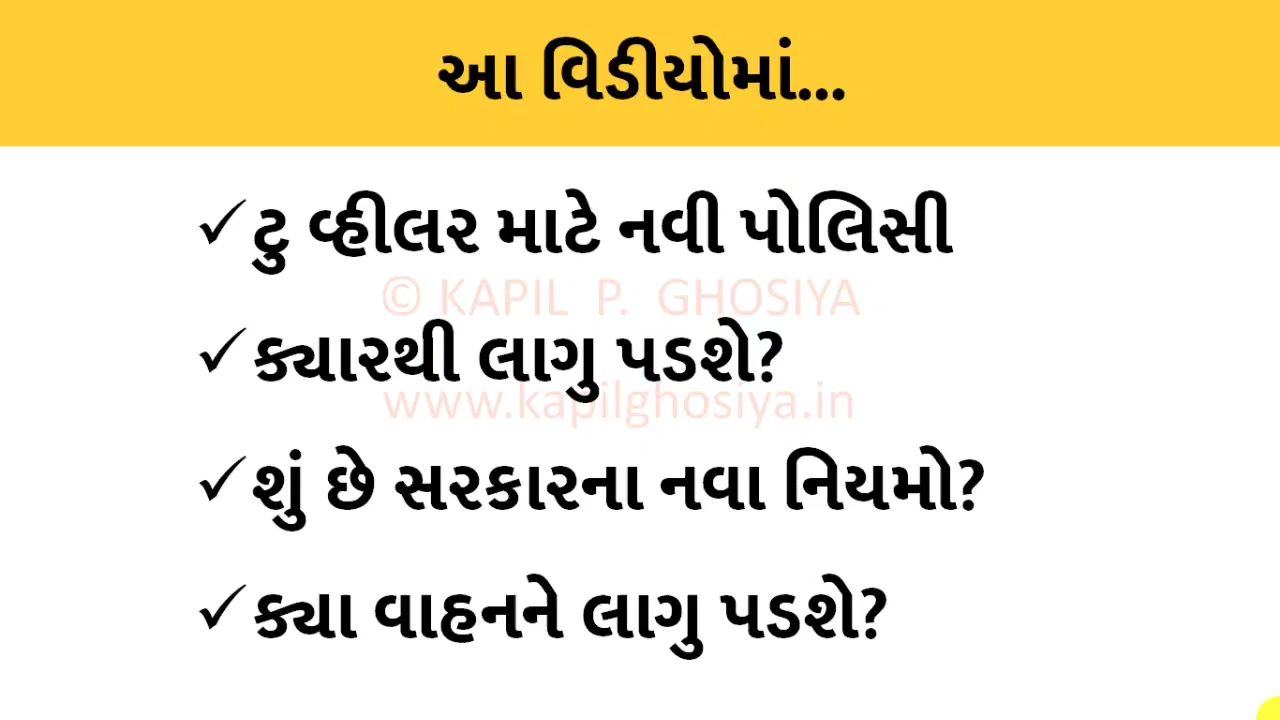 આ વિડીયોમાં...
✓ ટુ વ્હીલર માટે નવી પોલિસી
© KAPIL P. GHOSIYA
✓ ક્યારથી લાગુ પડશે?
www.kapilghosiya.in
✓ શું છે સરકારના નવા નિયમો?
✓ ક્યા વાહનને લાગુ પડશે?